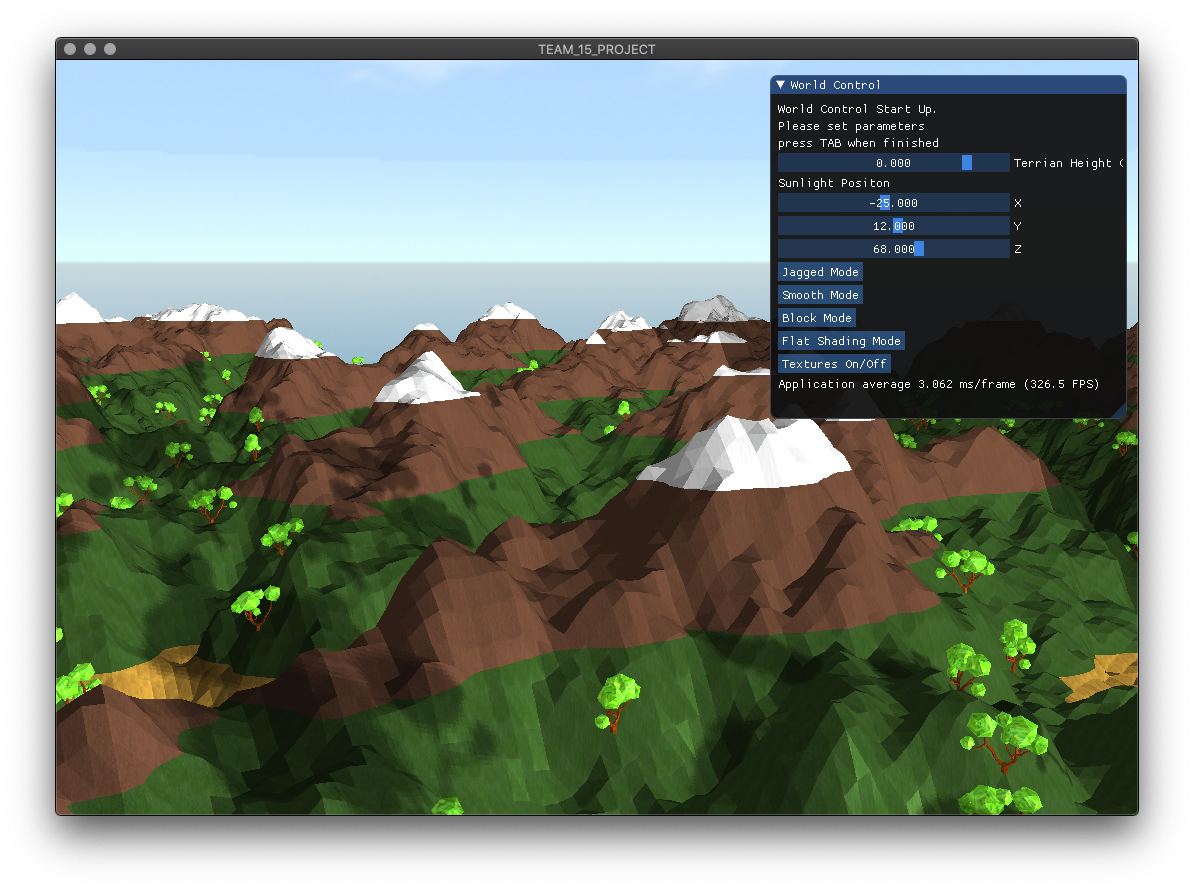 TEAM_15_PROJECT
World Control
World Control Start Up.
Please set parameters
press TAB when finished
0.000 Terrian Height (
Sunlight Positon
-25.000 X
12.000 Y
68.000 Z
Jagged Mode
Smooth Mode
Block Mode
Flat Shading Mode
Textures On/Off
Application average 3.062 ms/frame (326.5 FPS)